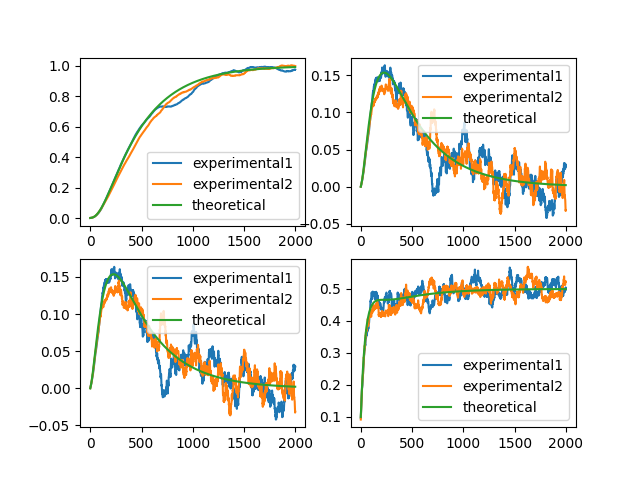 1.0
0.8
0.6
0.4
0.2
0.0
experimental1
experimental2
theoretical
0 500 1000 1500 2000
0.15
0.10
0.05
0.00
−0.05
experimental1
experimental2
theoretical
0 500 1000 1500 2000
0.15
0.10
0.05
0.00
−0.05
experimental1
experimental2
theoretical
0 500 1000 1500 2000
0.5
0.4
0.3
0.2
0.1
experimental1
experimental2
theoretical
0 500 1000 1500 2000